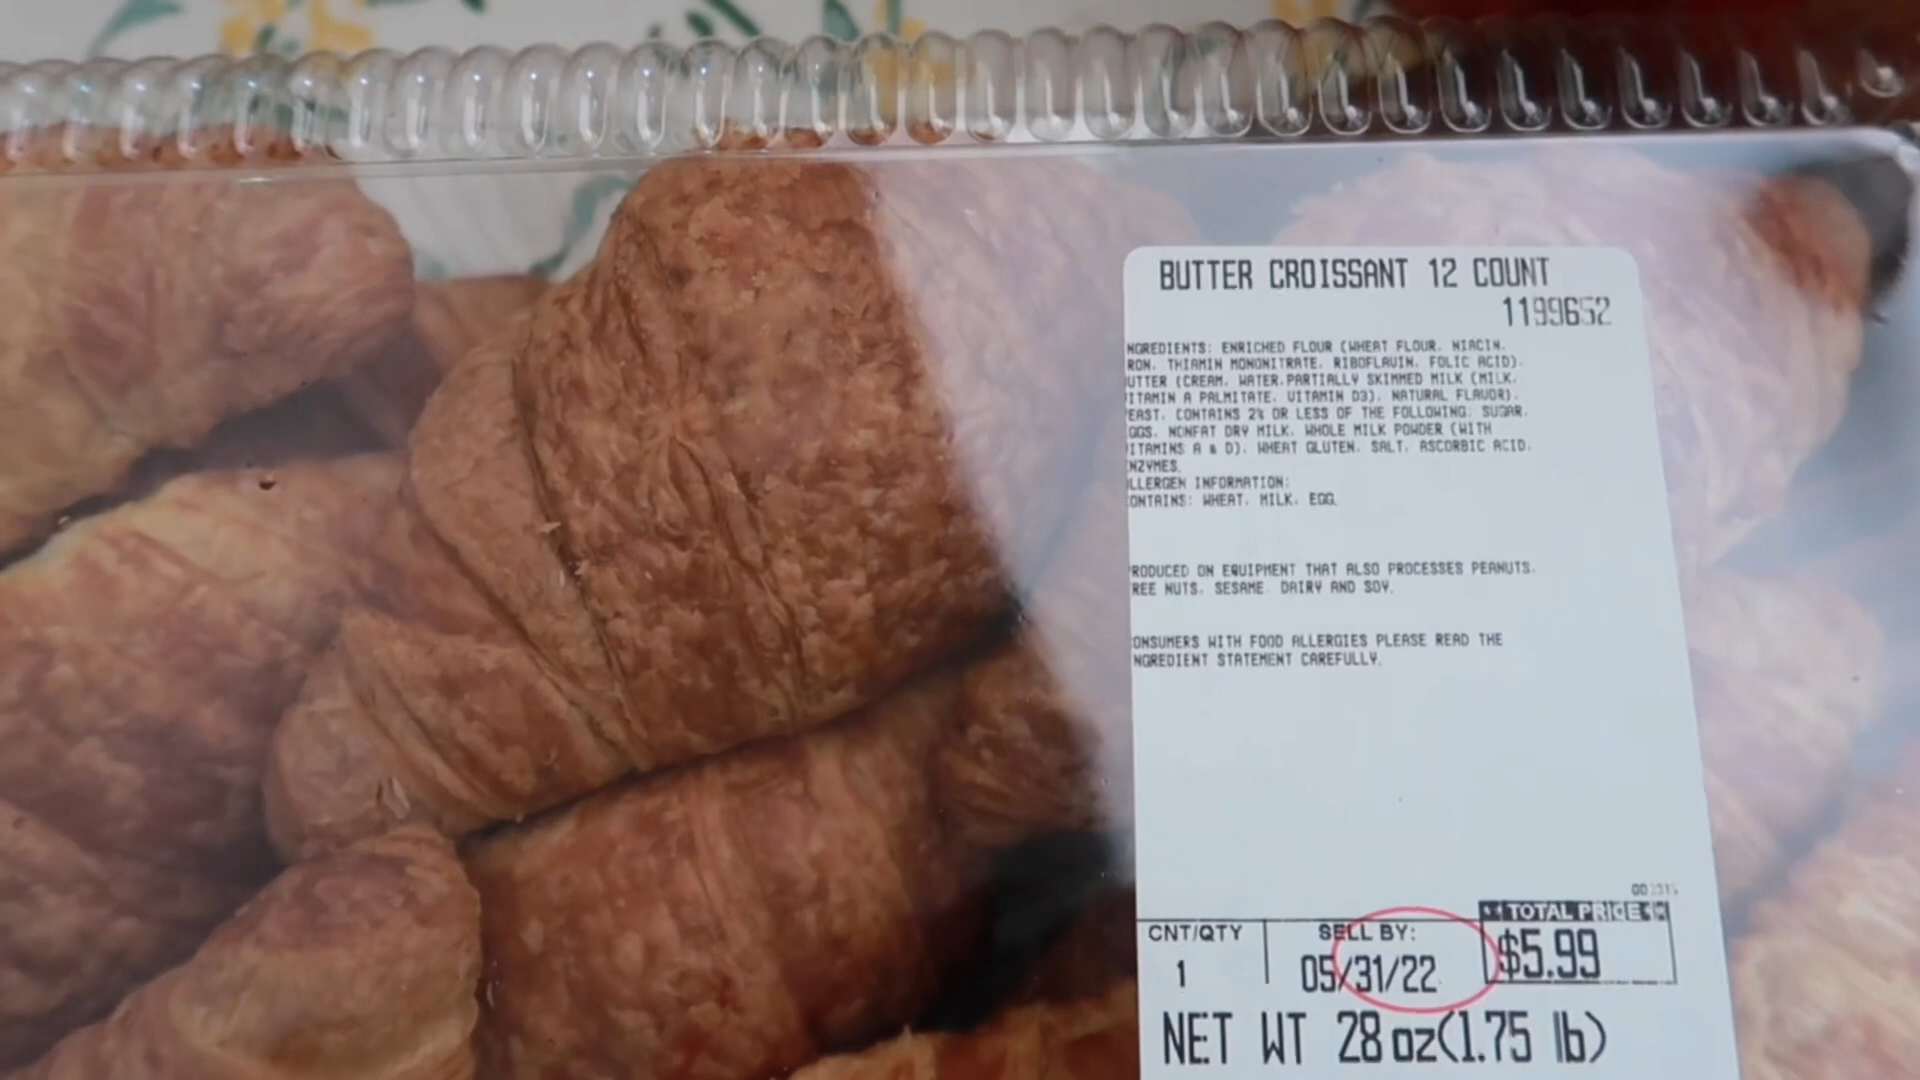 BUTTER CROISSANT 12 COUNT
1199652
NGREDIENTS: ENRICHED FLOUR (WHEAT FLOUR, NIACIN,
RON, THIAMIN MONONITRATE, RIBOFLAVIN, FOLIC ACID),
UTTER (CREAM, WATER,PARTIALLY SKIMMED MILK (MILK,
ITAMIN A PALMITATE, VITAMIN D3), NATURAL FLAVOR),
EAST, CONTAINS 2% OR LESS OF THE FOLLOWING: SUGAR,
GGS, NONFAT DRY MILK, WHOLE MILK POWDER (WITH
ITAMINS A & D), WHEAT GLUTEN, SALT, ASCORBIC ACID,
NZYMES.
LLERGEN INFORMATION:
ONTAINS: WHEAT, MILK, EGG.
RODUCED ON EQUIPMENT THAT ALSO PROCESSES PEANUTS,
REE NUTS, SESAME, DAIRY AND SOY.
ONSUMERS WITH FOOD ALLERGIES PLEASE READ THE
NGREDIENT STATEMENT CAREFULLY.
CNT/QTY SELL BY: TOTAL PRICE
1 05/31/22 $5.99
NET WT 28 oz(1.75 lb)